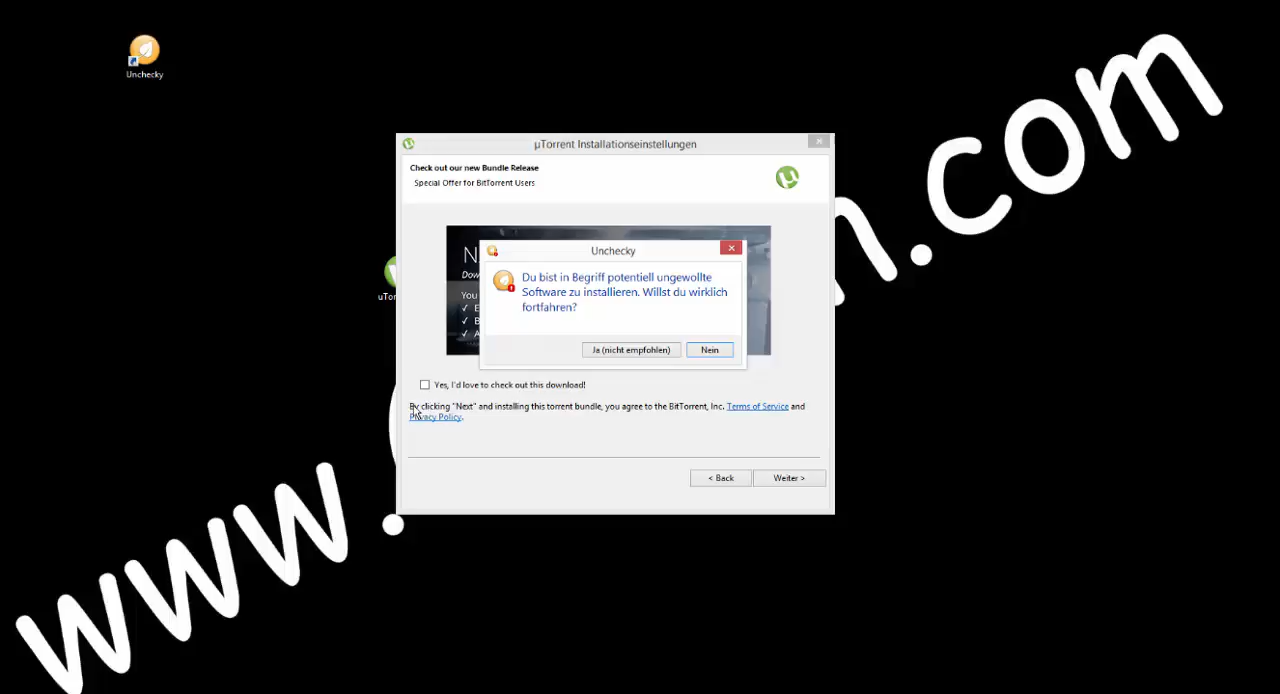 Unchecky
µTorrent Installationseinstellungen
Check out our new Bundle Release
Special Offer for BitTorrent Users
Unchecky
Du bist in Begriff potentiell ungewollte
Software zu installieren. Willst du wirklich
fortfahren?
Ja (nicht empfohlen)
Nein
You
Yes, I'd love to check out this download!
By clicking "Next" and installing this torrent bundle, you agree to the BitTorrent, Inc. Terms of Service and
Privacy Policy.
< Back
Weiter >
www.
.com